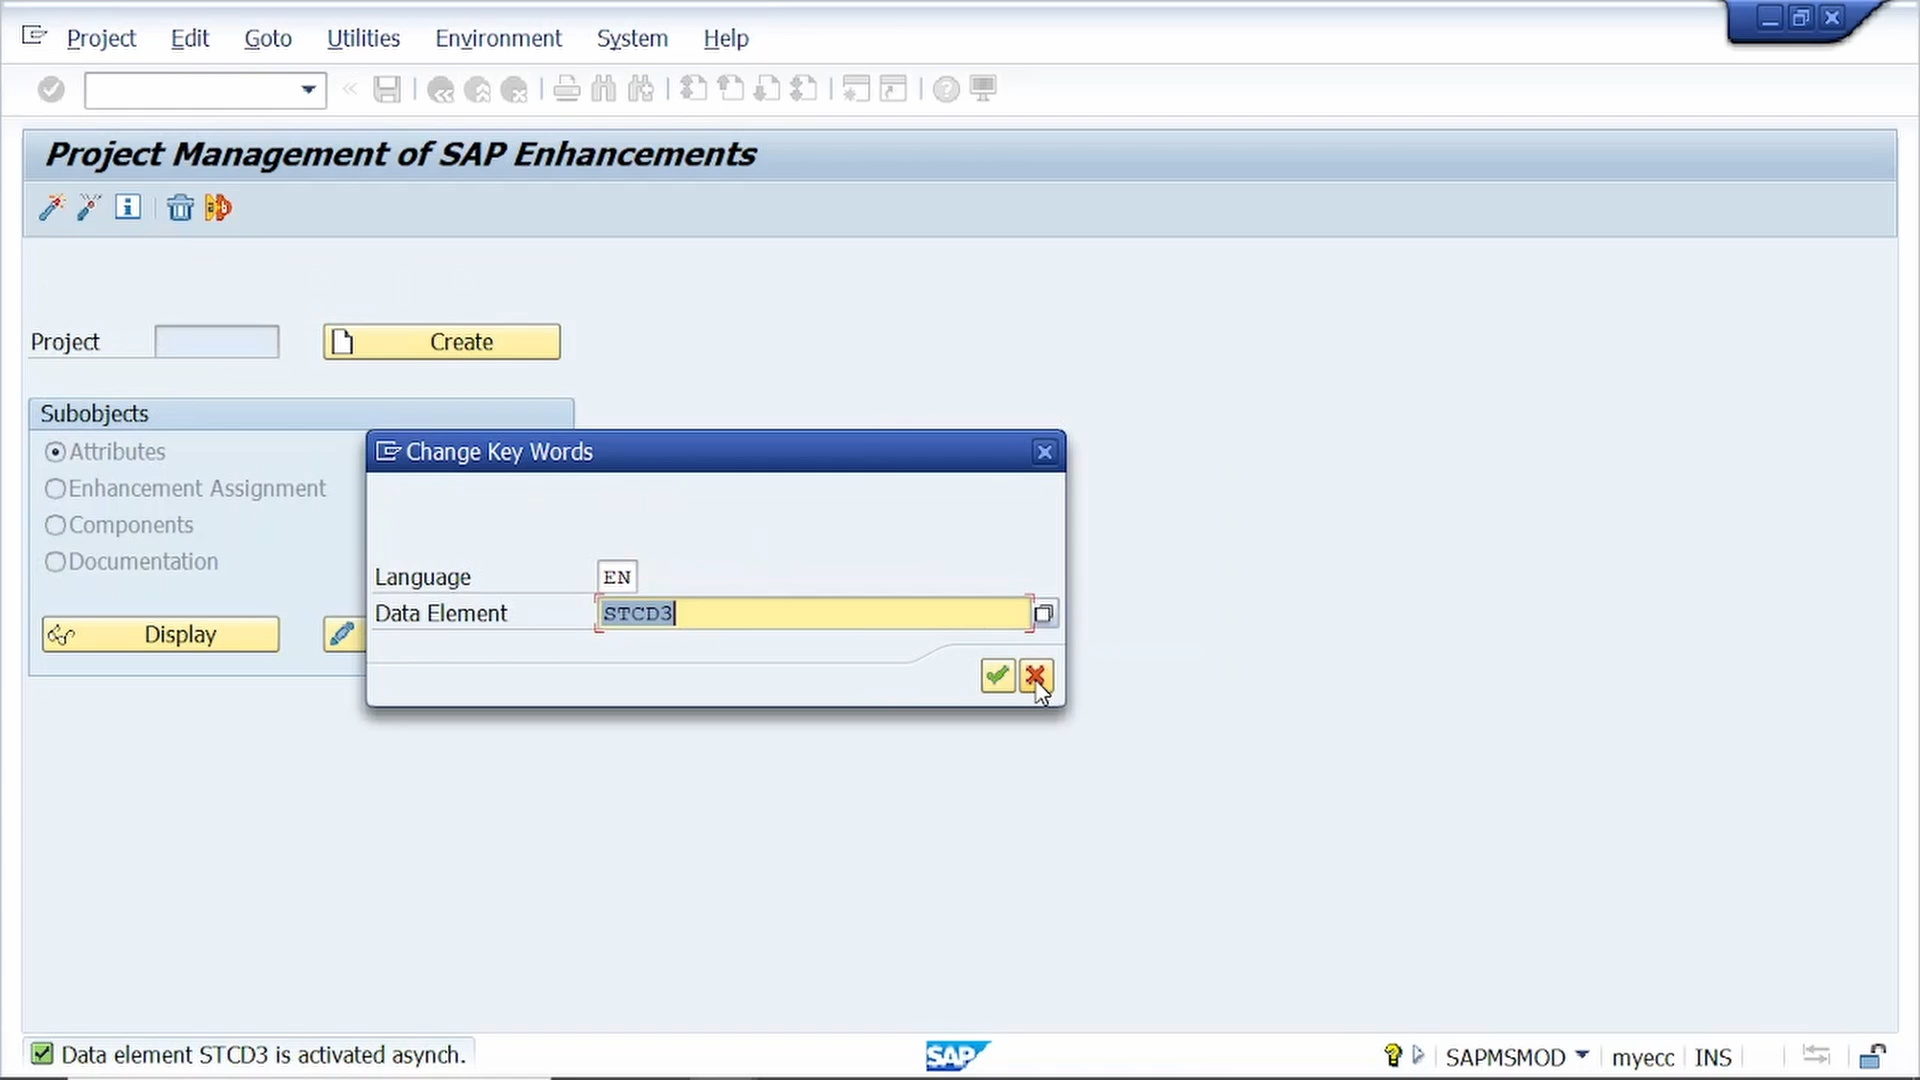 Project Edit Goto Utilities Environment System Help
Project Management of SAP Enhancements
Project
Create
Subobjects
Attributes
Enhancement Assignment
Components
Documentation
Display
Change Key Words
Language EN
Data Element STCD3
Data element STCD3 is activated asynch.
SAP
SAPMSMOD myecc INS